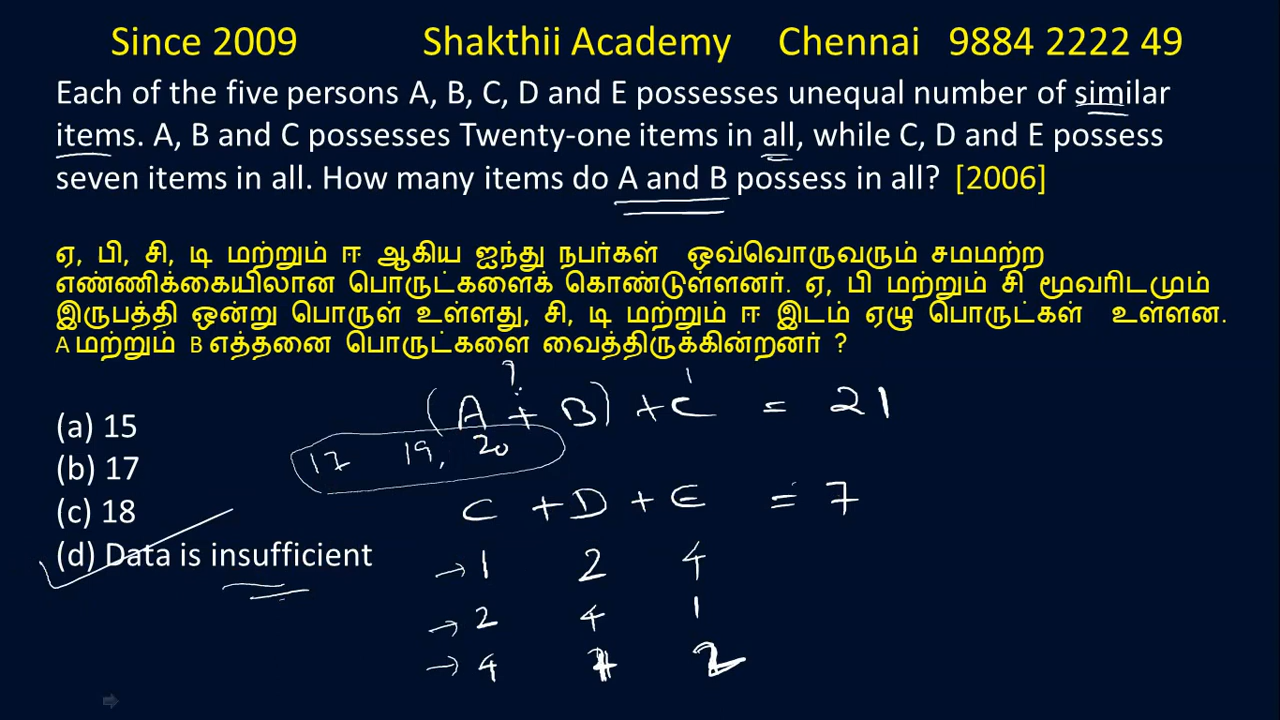 Since 2009 Shakthii Academy Chennai 9884 2222 49
Each of the five persons A, B, C, D and E possesses unequal number of similar
items. A, B and C possesses Twenty-one items in all, while C, D and E possess
seven items in all. How many items do A and B possess in all? [2006]
ஏ, பி, சி, டி மற்றும் ஈ ஆகிய ஐந்து நபர்கள் ஒவ்வொருவரும் சமமற்ற
எண்ணிக்கையிலான பொருட்களைக் கொண்டுள்ளனர். ஏ, பி மற்றும் சி மூவரிடமும்
இருபத்தி ஒன்று பொருள் உள்ளது, சி, டி மற்றும் ஈ இடம் ஏழு பொருட்கள் உள்ளன.
A மற்றும் B எத்தனை பொருட்களை வைத்திருக்கின்றனர் ?
?
(A + B) + C = 21
17 19, 20
(a) 15
(b) 17
(c) 18
(d) Data is insufficient
C + D + E = 7
→ 1 2 4
→ 2 4 1
→ 4 2